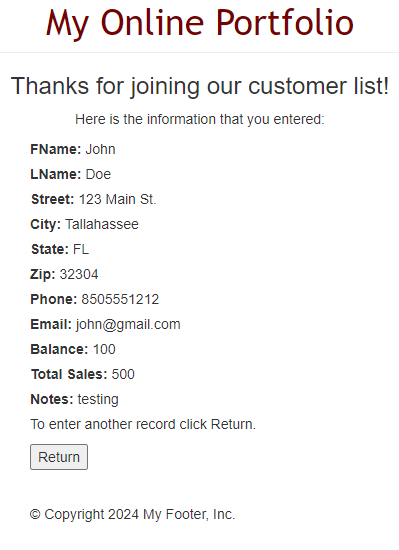 My Online Portfolio
Thanks for joining our customer list!
Here is the information that you entered:
FName: John
LName: Doe
Street: 123 Main St.
City: Tallahassee
State: FL
Zip: 32304
Phone: 8505551212
Email: john@gmail.com
Balance: 100
Total Sales: 500
Notes: testing
To enter another record click Return.
Return
© Copyright 2024 My Footer, Inc.